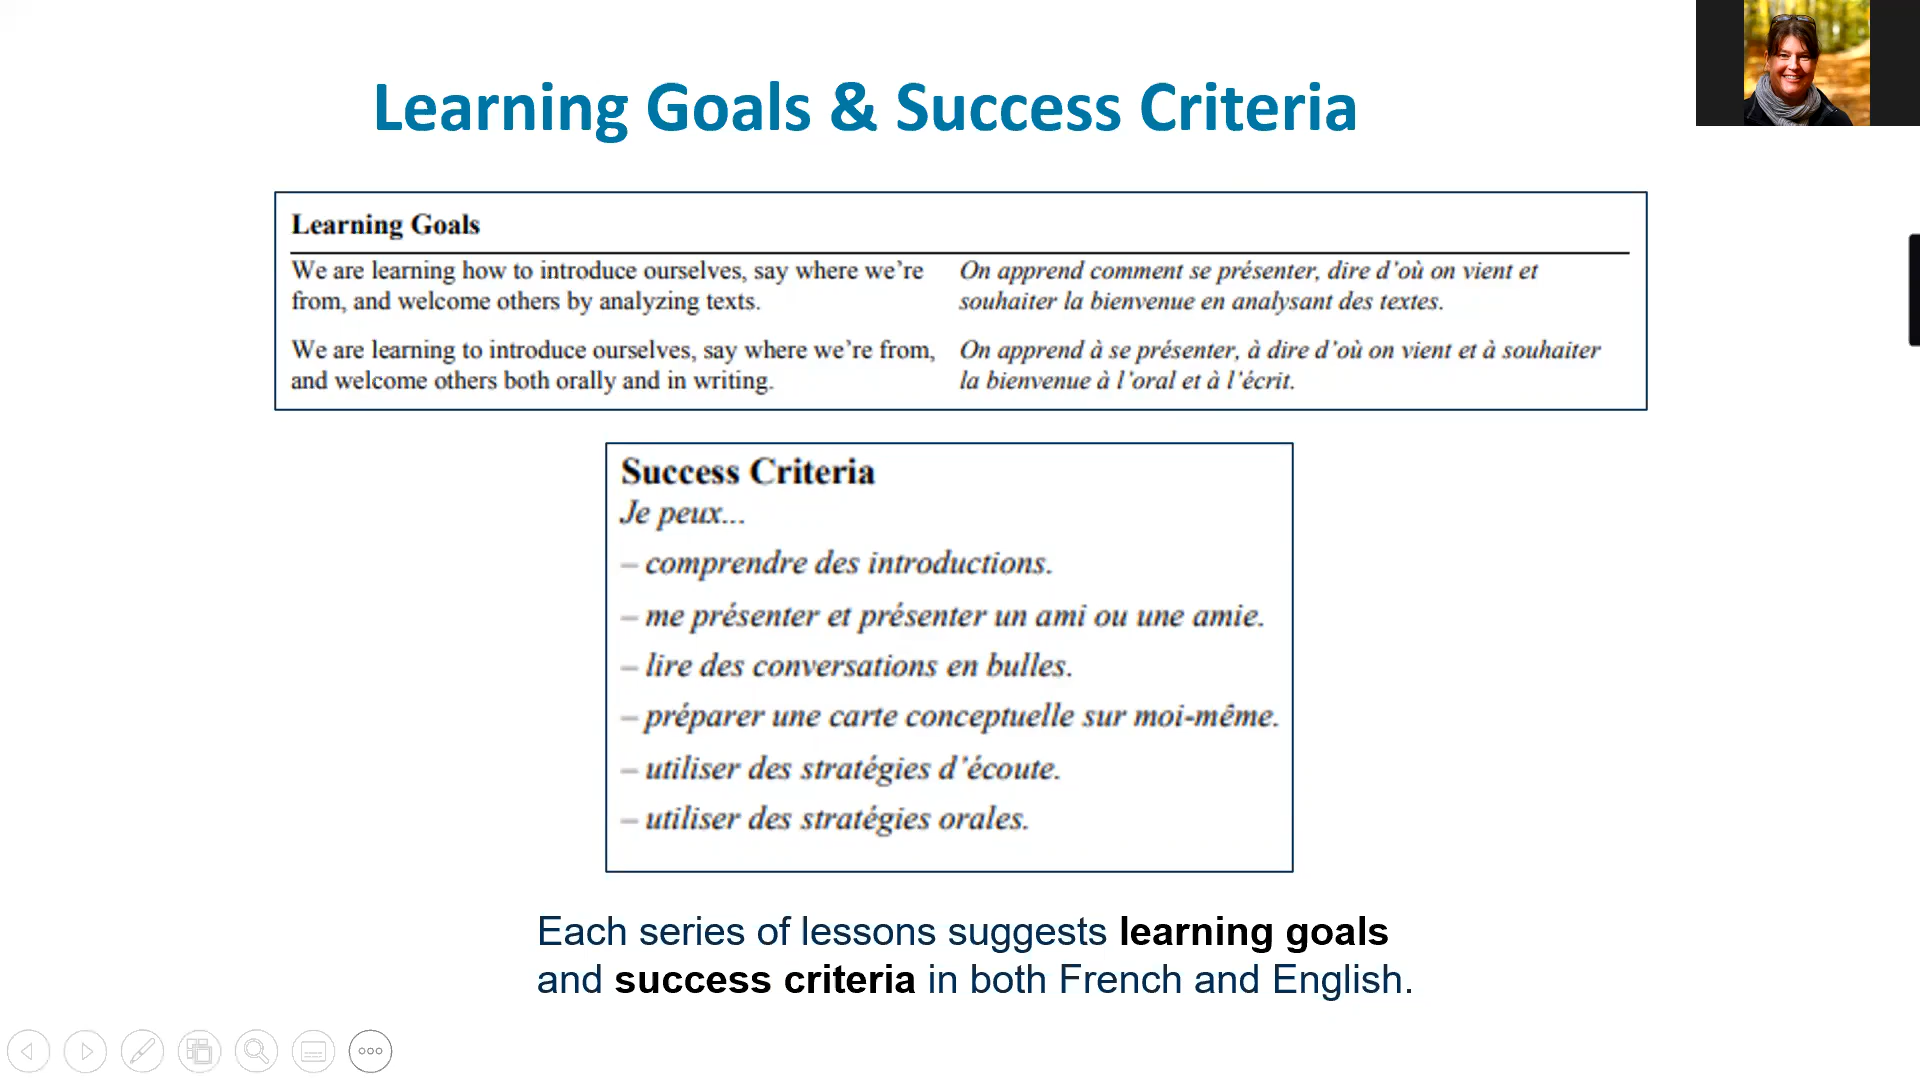 Learning Goals & Success Criteria
Learning Goals
We are learning how to introduce ourselves, say where we’re
from, and welcome others by analyzing texts.
On apprend comment se présenter, dire d’où on vient et
souhaiter la bienvenue en analysant des textes.
We are learning to introduce ourselves, say where we’re from,
and welcome others both orally and in writing.
On apprend à se présenter, à dire d’où on vient et à souhaiter
la bienvenue à l’oral et à l’écrit.
Success Criteria
Je peux...
– comprendre des introductions.
– me présenter et présenter un ami ou une amie.
– lire des conversations en bulles.
– préparer une carte conceptuelle sur moi-même.
– utiliser des stratégies d’écoute.
– utiliser des stratégies orales.
Each series of lessons suggests learning goals
and success criteria in both French and English.